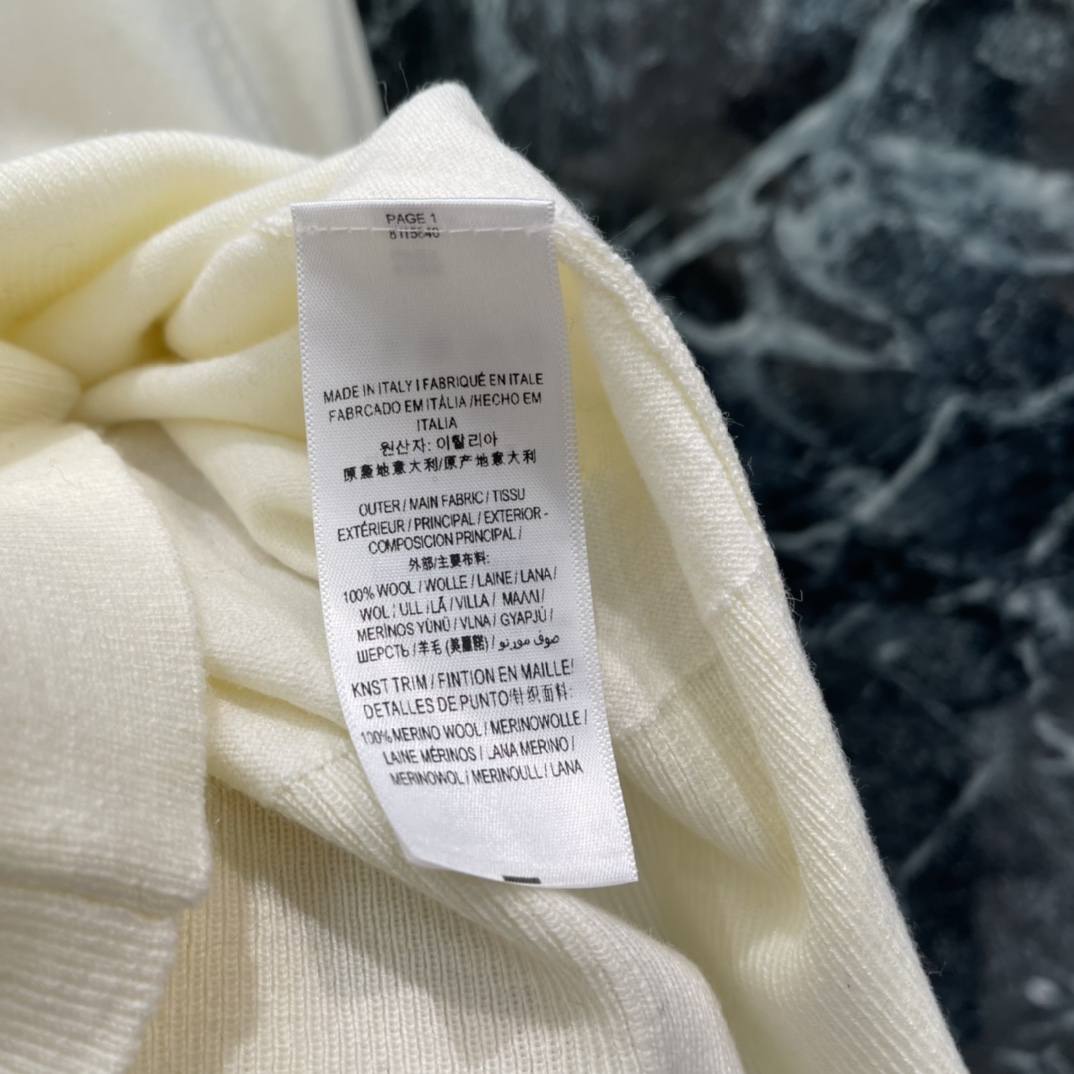 PAGE 1
8115840
MADE IN ITALY I FABRIQUÉ EN ITALE
FABRCADO EM ITÁLIA /HECHO EM
ITALIA
원산자: 이탈리아
原產地意大利/原产地意大利
OUTER / MAIN FABRIC / TISSU
EXTÉRIEUR / PRINCIPAL / EXTERIOR -
COMPOSICION PRINCIPAL /
外部/主要布料:
100% WOOL / WOLLE / LAINE / LANA /
WOL ; ULL / LÃ / VILLA / ΜΑΛΛΙ /
MERİNOS YÜNÜ / VLNA / GYAPJÚ /
ШЕРСТЬ / 羊毛 / صوف
KNST TRIM / FINTION EN MAILLE/
DETALLES DE PUNTO/针织面料:
100% MERINO WOOL / MERINOWOLLE /
LAINE MÉRINOS / LANA MERINO /
MERINOWOL / MERINOULL / LANA